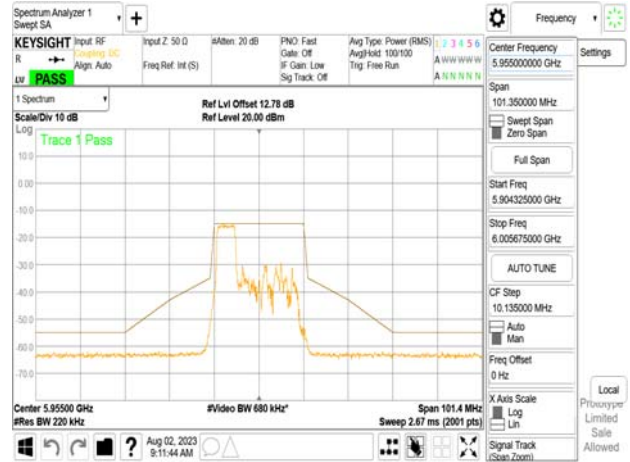 Spectrum Analyzer 1
Swept SA
+
Frequency
KEYSIGHT
Input: RF
Coupling: DC
Align: Auto
Input Z: 50 Ω
Freq Ref: Int (S)
#Atten: 20 dB
PNO: Fast
Gate: Off
IF Gain: Low
Sig Track: Off
Avg Type: Power (RMS)
Avg|Hold: 100/100
Trig: Free Run
1 2 3 4 5 6
A W W W W W
A N N N N N
R
LV PASS
1 Spectrum
Scale/Div 10 dB
Ref Lvl Offset 12.78 dB
Ref Level 20.00 dBm
Log
Trace 1 Pass
10.0
0.00
-10.0
-20.0
-30.0
-40.0
-50.0
-60.0
-70.0
Center 5.95500 GHz
#Res BW 220 kHz
#Video BW 680 kHz*
Span 101.4 MHz
Sweep 2.67 ms (2001 pts)
Aug 02, 2023
9:11:44 AM
Settings
Center Frequency
5.955000000 GHz
Span
101.350000 MHz
Swept Span
Zero Span
Full Span
Start Freq
5.904325000 GHz
Stop Freq
6.005675000 GHz
AUTO TUNE
CF Step
10.135000 MHz
Auto
Man
Freq Offset
0 Hz
X Axis Scale
Log
Lin
Signal Track
(Span Zoom)
Local
Prototype
Limited
Sale
Allowed